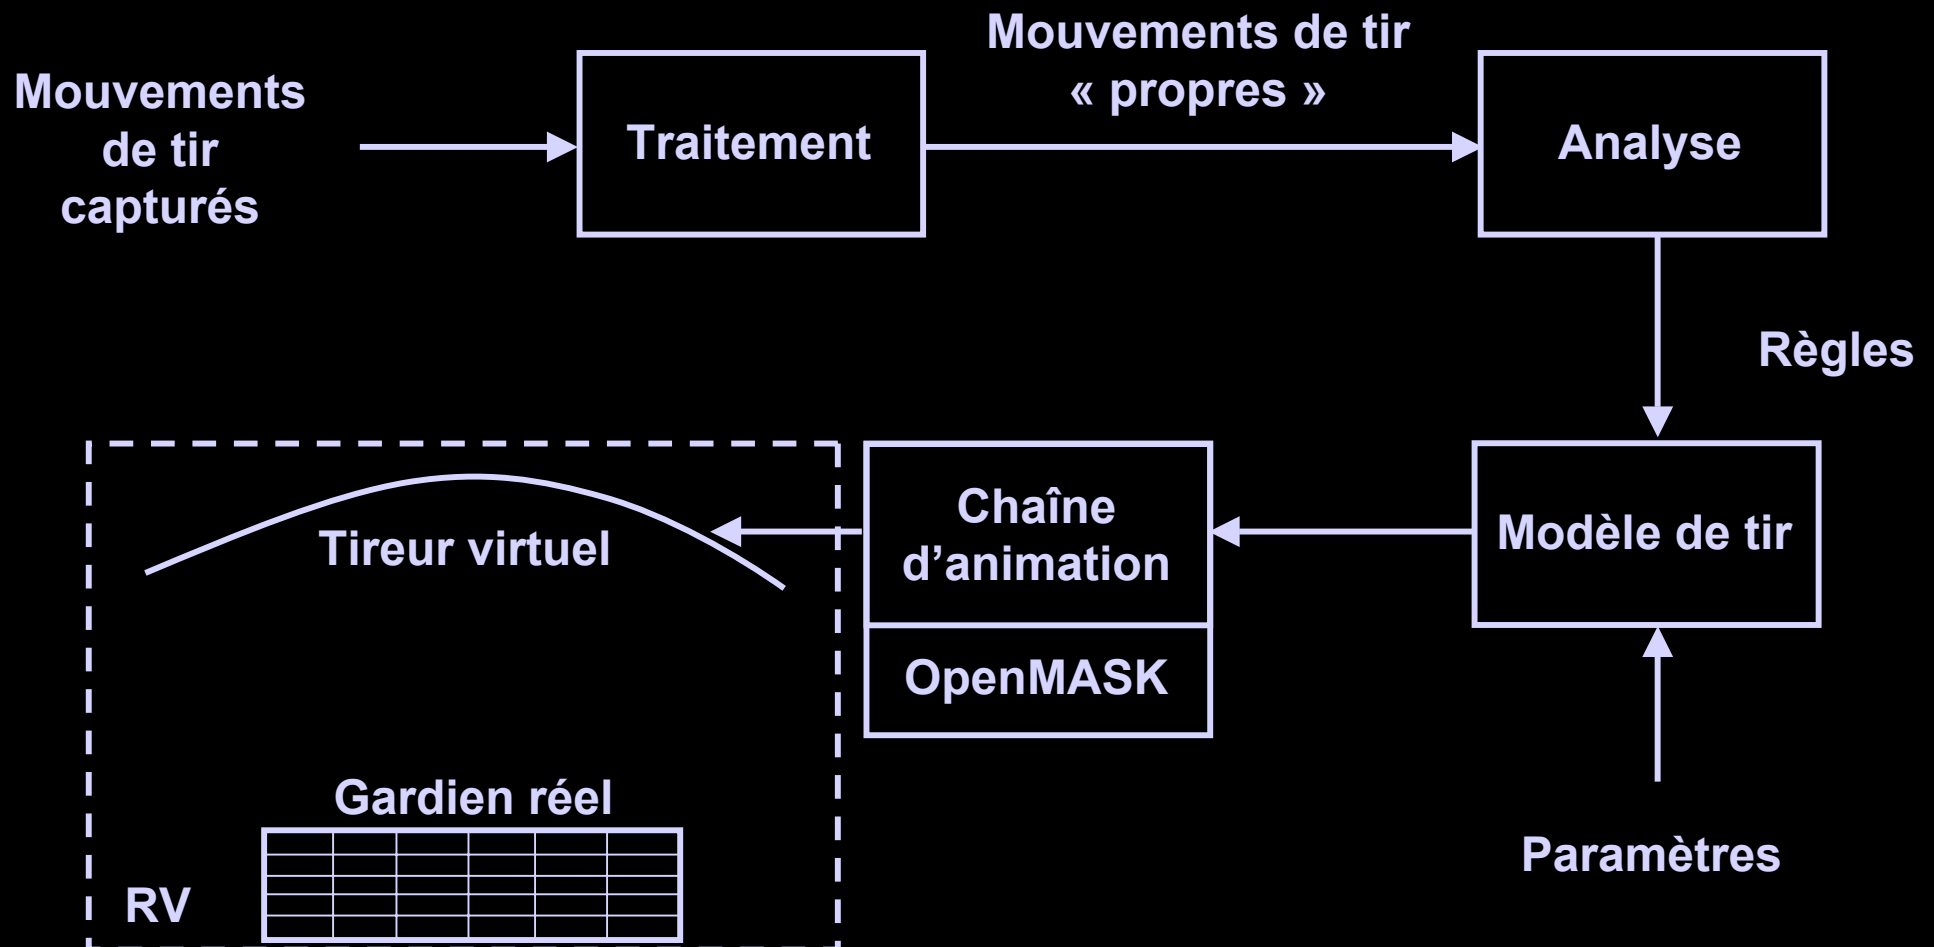 Mouvements
de tir
capturés
Traitement
Mouvements de tir
« propres »
Analyse
Règles
Modèle de tir
Paramètres
Chaîne
d’animation
OpenMASK
Tireur virtuel
Gardien réel
RV